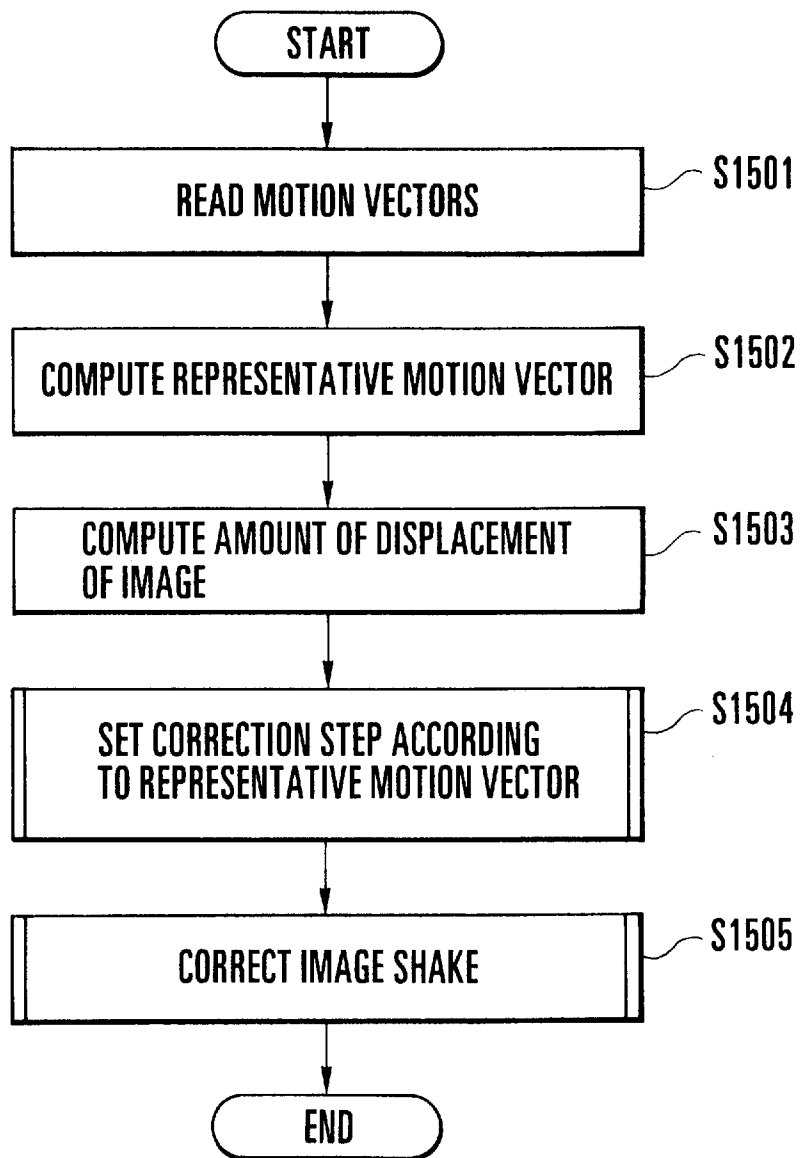 START
READ MOTION VECTORS
S1501
COMPUTE REPRESENTATIVE MOTION VECTOR
S1502
COMPUTE AMOUNT OF DISPLACEMENT
OF IMAGE
S1503
SET CORRECTION STEP ACCORDING
TO REPRESENTATIVE MOTION VECTOR
S1504
CORRECT IMAGE SHAKE
S1505
END